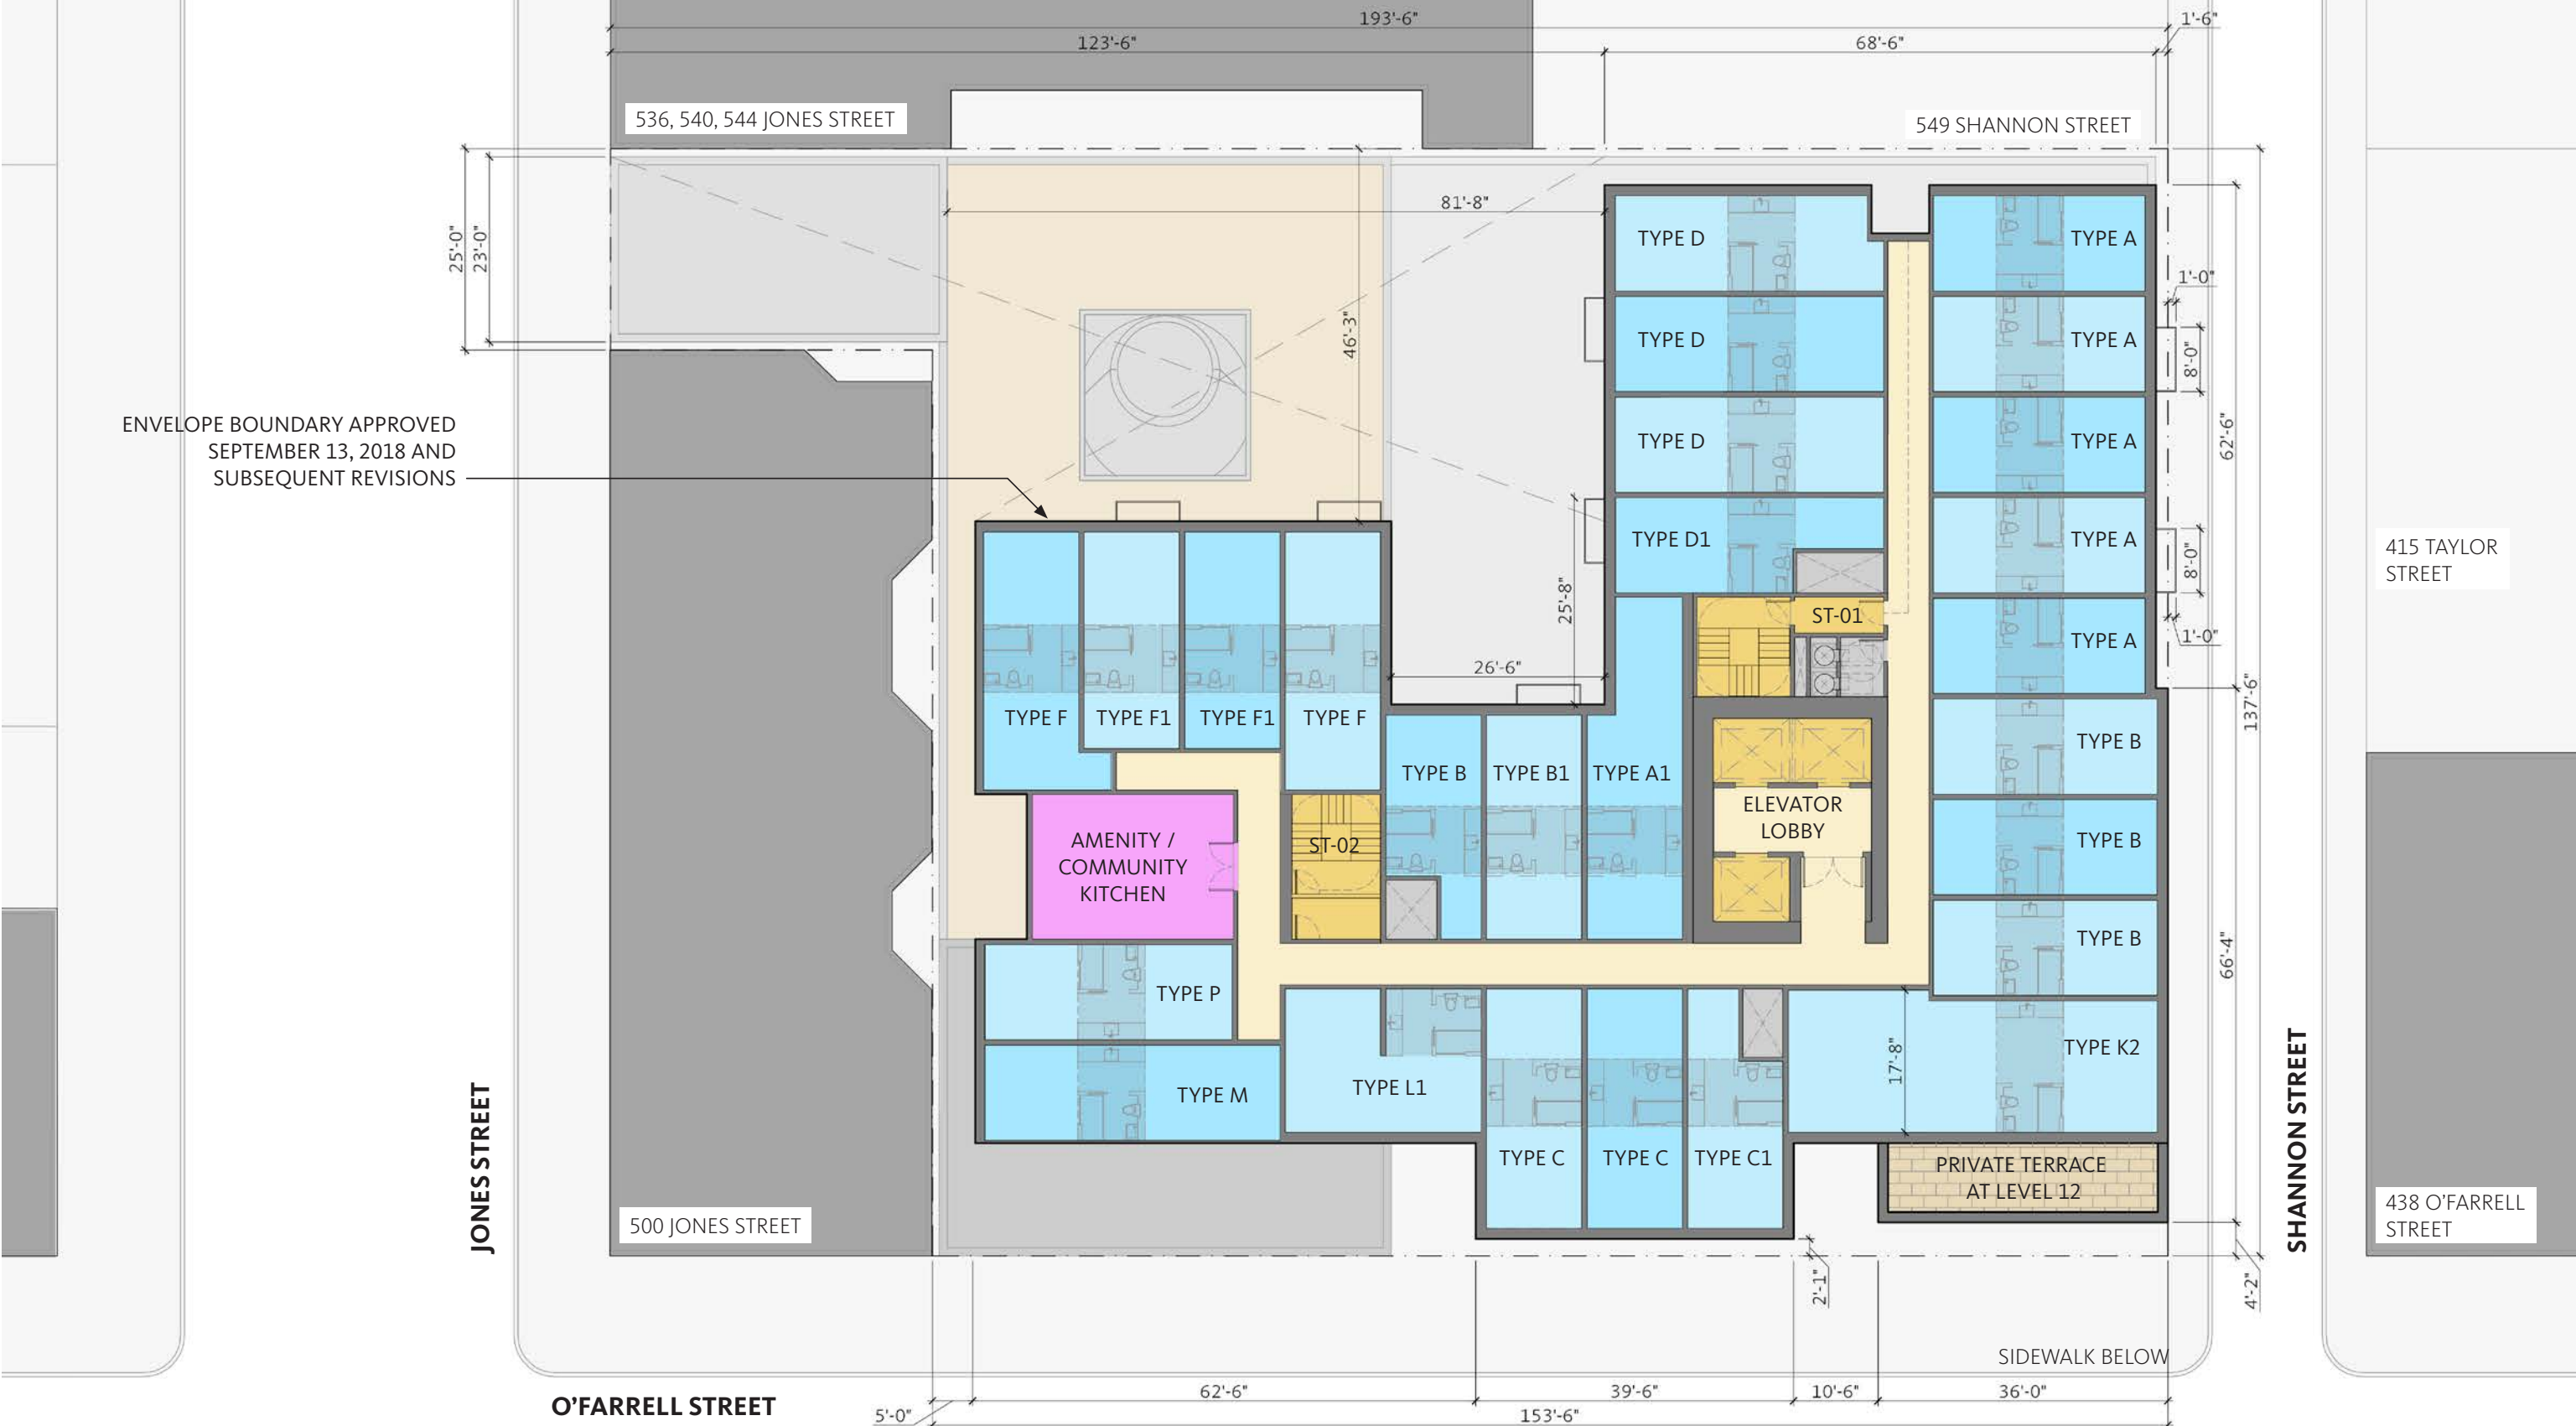 193'-6"
1'-6"
123'-6"
68'-6"
536, 540, 544 JONES STREET
549 SHANNON STREET
25'-0"
23'-0"
81'-8"
46'-3"
TYPE D
TYPE A
1'-0"
TYPE D
TYPE A
8'-0"
ENVELOPE BOUNDARY APPROVED
SEPTEMBER 13, 2018 AND
SUBSEQUENT REVISIONS
TYPE D
TYPE A
62'-6"
TYPE D1
TYPE A
8'-0"
415 TAYLOR
STREET
25'-8"
ST-01
TYPE A
1'-0"
26'-6"
137'-6"
TYPE F
TYPE F1
TYPE F1
TYPE F
TYPE B
TYPE B
TYPE B1
TYPE A1
ELEVATOR
LOBBY
AMENITY /
COMMUNITY
KITCHEN
ST-02
TYPE B
TYPE B
66'-4"
TYPE P
17'-8"
TYPE K2
TYPE M
TYPE L1
JONES STREET
SHANNON STREET
TYPE C
TYPE C
TYPE C1
PRIVATE TERRACE
AT LEVEL 12
500 JONES STREET
438 O'FARRELL
STREET
2'-1"
4'-2"
SIDEWALK BELOW
O'FARRELL STREET
5'-0"
62'-6"
39'-6"
10'-6"
36'-0"
153'-6"